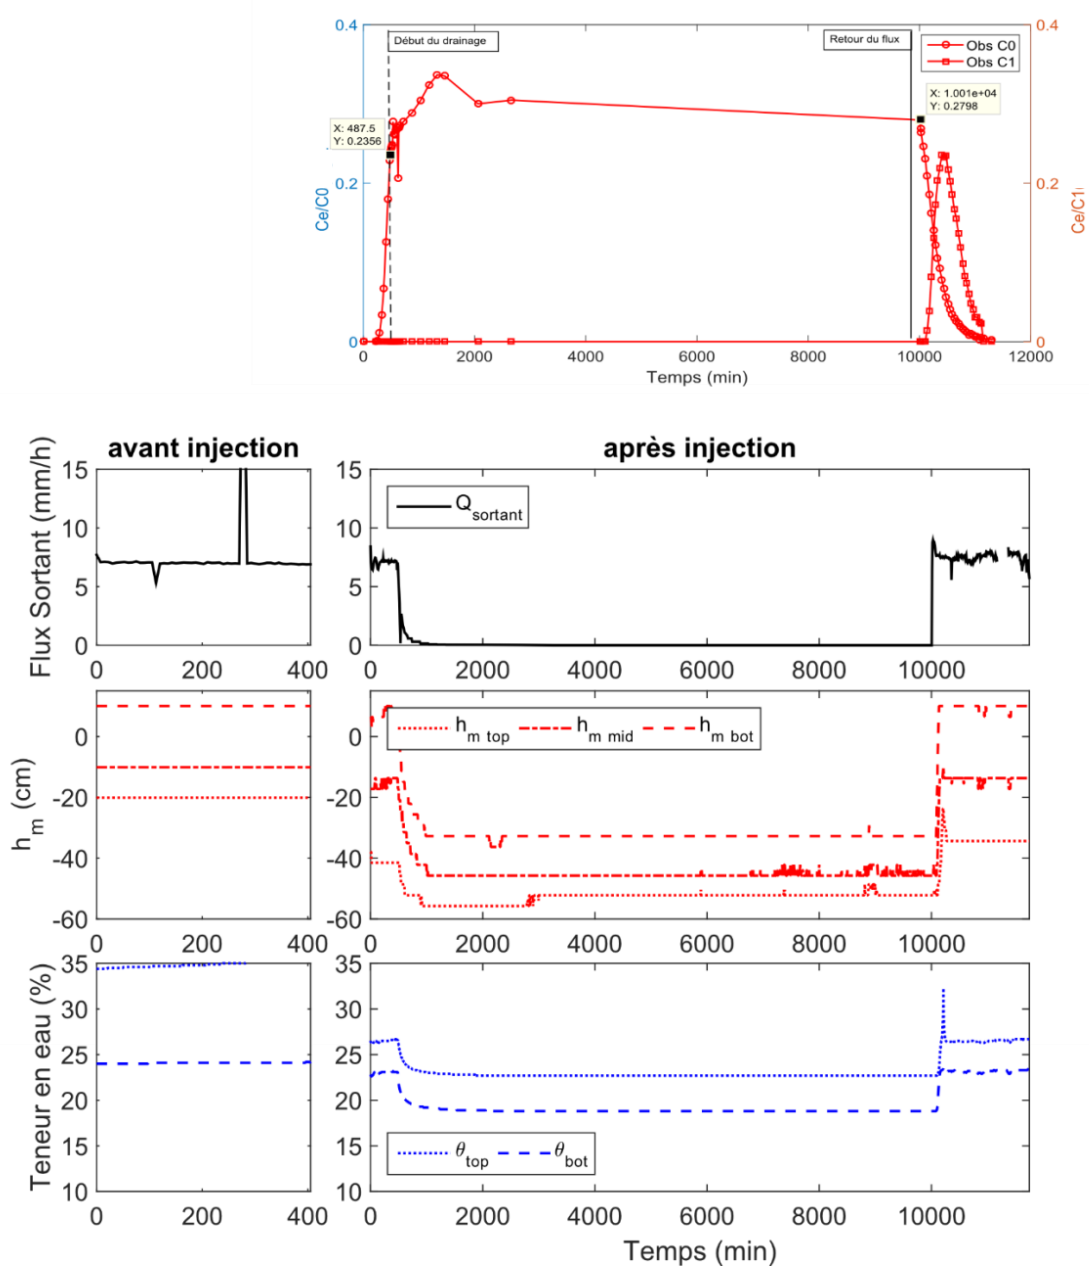 0.4
0.4
Début du drainage
Retour du flux
Obs C0
Obs C1
X: 1.001e+04
Y: 0.2798
X: 487.5
Y: 0.2356
0.2
0.2
Ce/C0
Ce/C1
0
0
0
2000
4000
6000
8000
10000
12000
Temps (min)
avant injection
après injection
Flux Sortant (mm/h)
15
10
5
0
0
200
400
15
10
5
0
Q sortant
0
2000
4000
6000
8000
10000
h m (cm)
0
-20
-40
-60
0
200
400
h m top
h m mid
h m bot
0
-20
-40
-60
0
2000
4000
6000
8000
10000
Teneur en eau (%)
35
30
25
20
15
10
0
200
400
35
30
25
20
15
10
θ top
θ bot
0
2000
4000
6000
8000
10000
Temps (min)